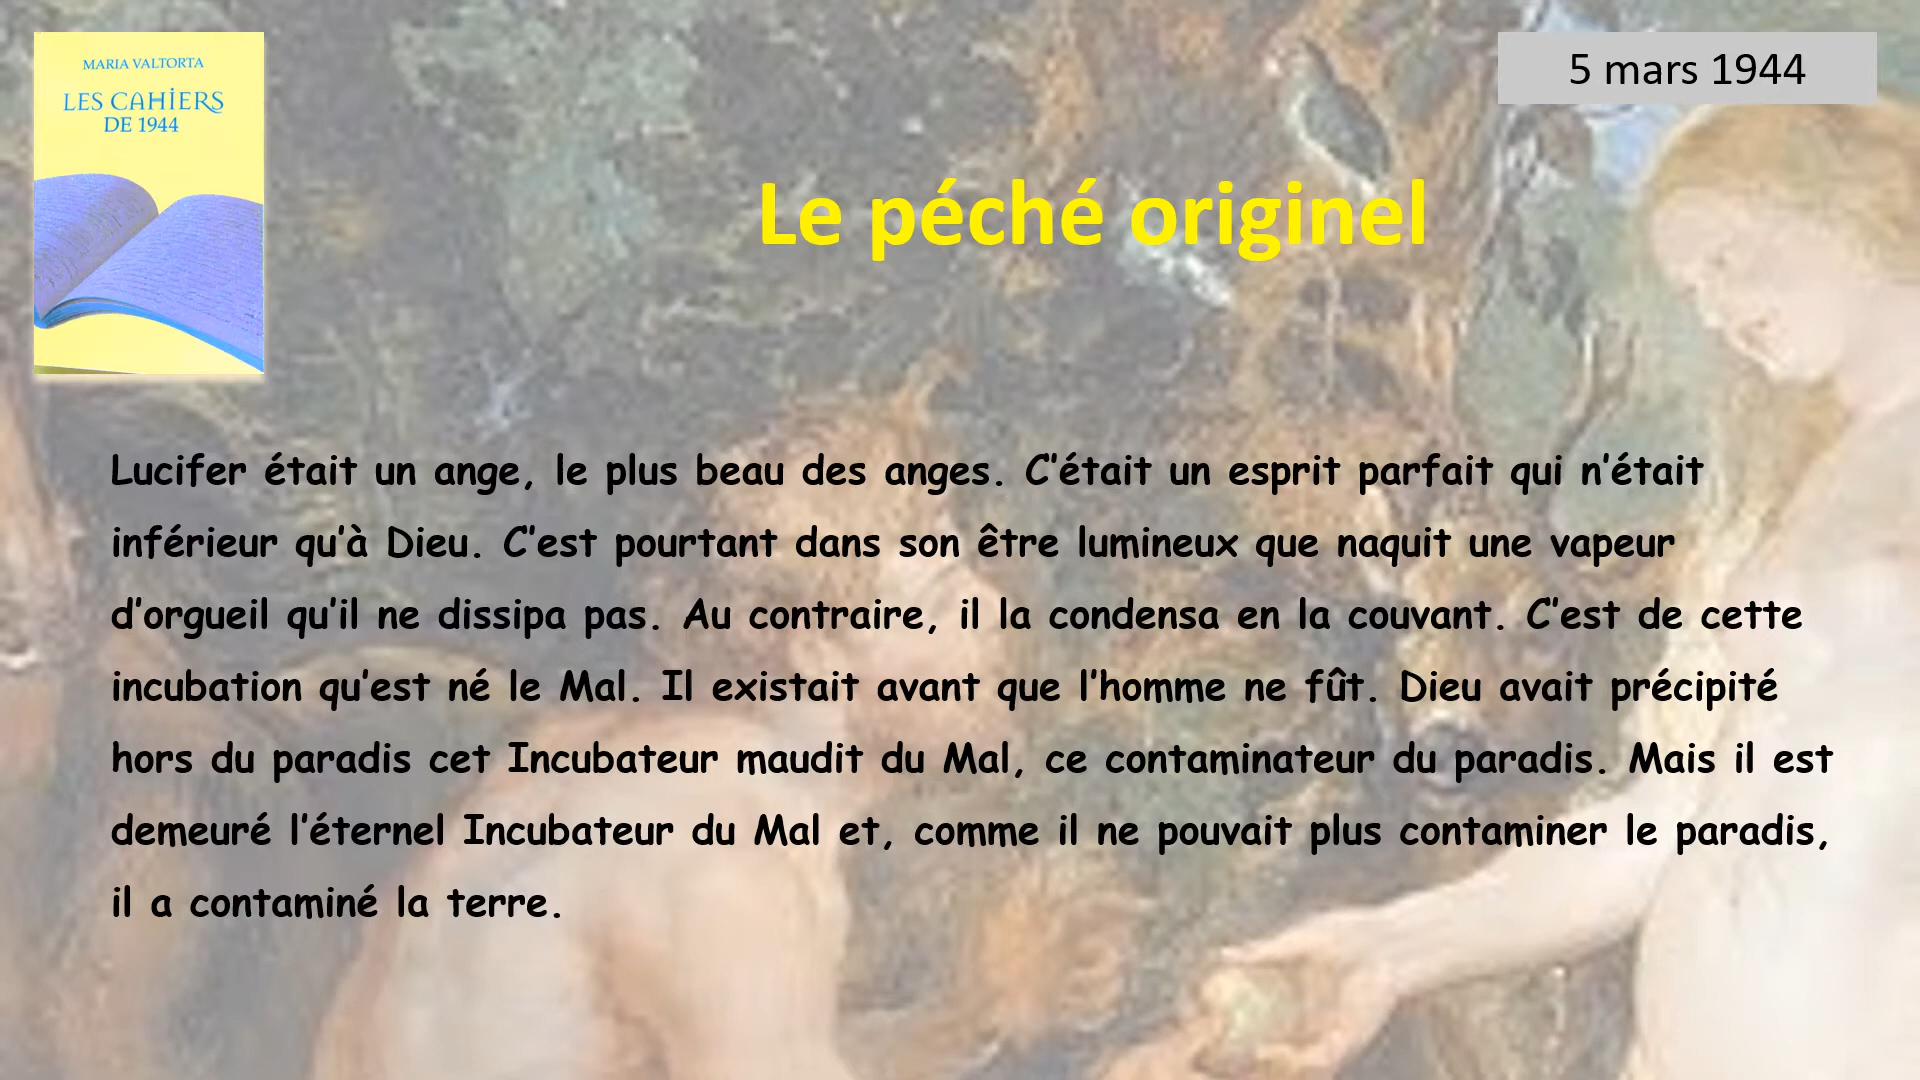 MARIA VALTORTA
LES CAHİERS
DE 1944
5 mars 1944
Le péché originel
Lucifer était un ange, le plus beau des anges. C’était un esprit parfait qui n’était
inférieur qu’à Dieu. C’est pourtant dans son être lumineux que naquit une vapeur
d’orgueil qu’il ne dissipa pas. Au contraire, il la condensa en la couvant. C’est de cette
incubation qu’est né le Mal. Il existait avant que l’homme ne fût. Dieu avait précipité
hors du paradis cet Incubateur maudit du Mal, ce contaminateur du paradis. Mais il est
demeuré l’éternel Incubateur du Mal et, comme il ne pouvait plus contaminer le paradis,
il a contaminé la terre.